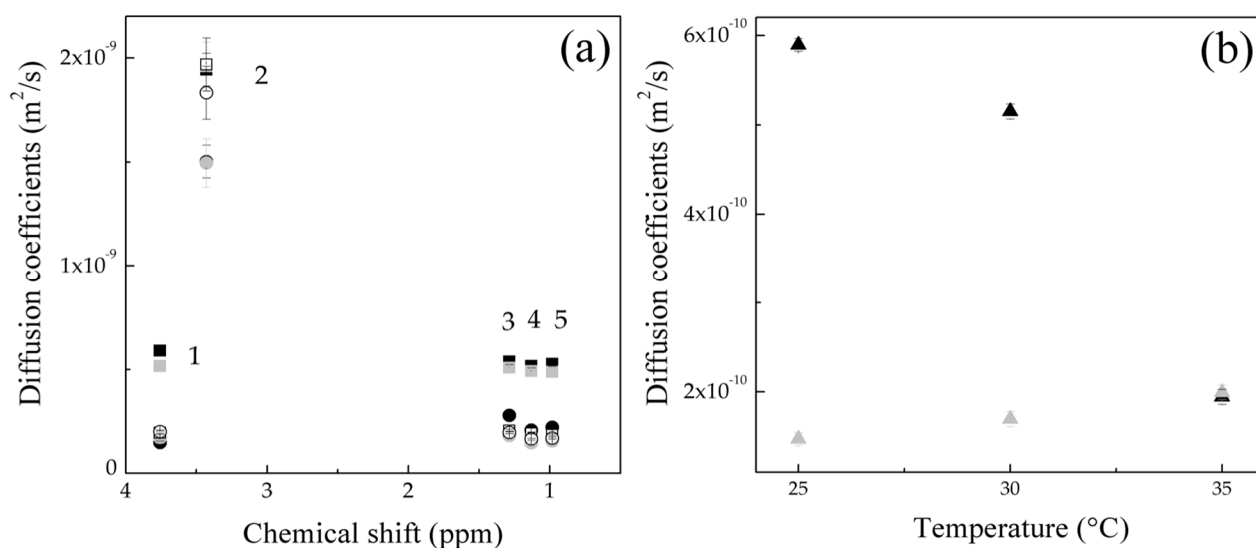 (a)
Diffusion coefficients (m²/s)
2x10⁻⁹
1x10⁻⁹
0
2
1
3 4 5
4 3 2 1
Chemical shift (ppm)
(b)
Diffusion coefficients (m²/s)
6x10⁻¹⁰
4x10⁻¹⁰
2x10⁻¹⁰
25 30 35
Temperature (°C)